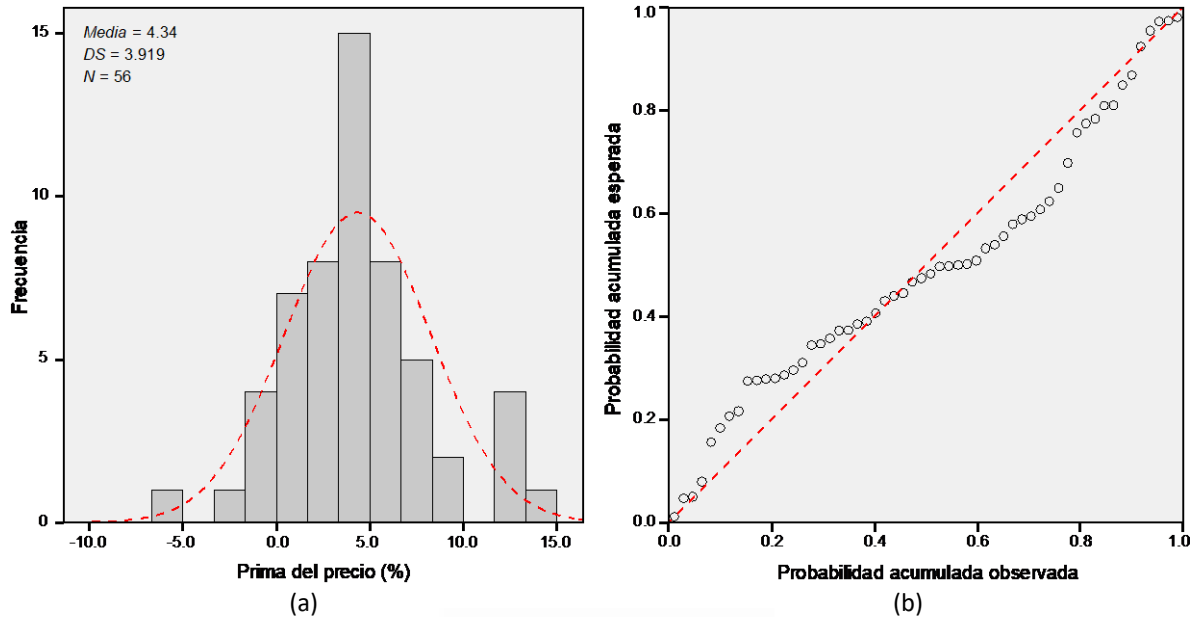 Media = 4.34
DS = 3.919
N = 56
15
10
5
0
Frecuencia
-10.0 -5.0 0.0 5.0 10.0 15.0
Prima del precio (%)
(a)
1.0
0.8
0.6
0.4
0.2
0.0
Probabilidad acumulada esperada
0.0 0.2 0.4 0.6 0.8 1.0
Probabilidad acumulada observada
(b)